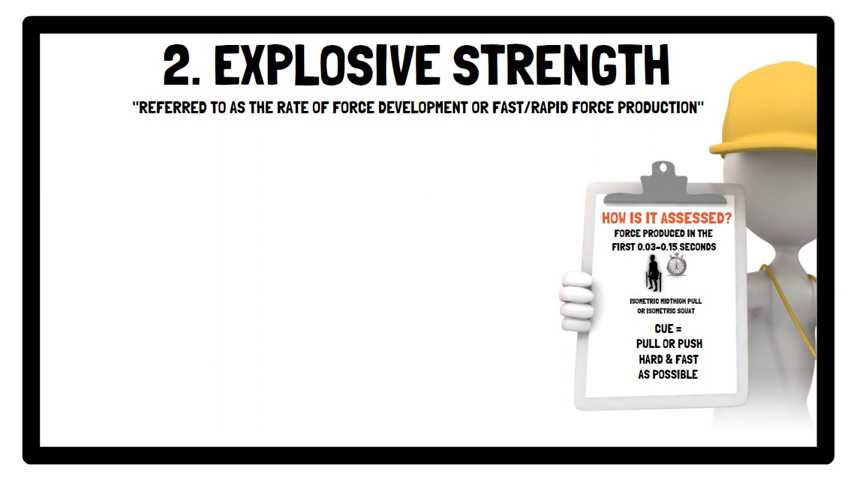 2. EXPLOSIVE STRENGTH
"REFERRED TO AS THE RATE OF FORCE DEVELOPMENT OR FAST/RAPID FORCE PRODUCTION"
HOW IS IT ASSESSED?
FORCE PRODUCED IN THE
FIRST 0.03-0.15 SECONDS
ISOMETRIC MIDTHIGH PULL
OR ISOMETRIC SQUAT
CUE =
PULL OR PUSH
HARD & FAST
AS POSSIBLE